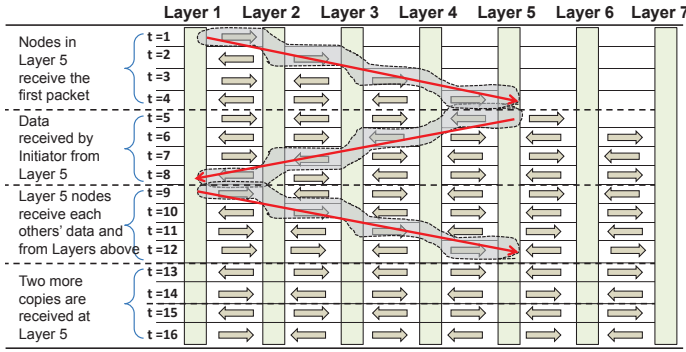 Layer 1 Layer 2 Layer 3 Layer 4 Layer 5 Layer 6 Layer 7
Nodes in
Layer 5
receive the
first packet
t =1
t =2
t =3
t =4
Data
received by
Initiator from
Layer 5
t =5
t =6
t =7
t =8
Layer 5 nodes
receive each
others' data and
from Layers above
t =9
t =10
t =11
t =12
Two more
copies are
received at
Layer 5
t =13
t =14
t =15
t =16